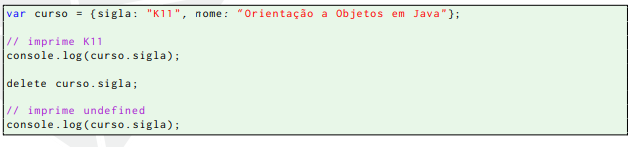 var curso = {sigla: "K11", nome: "Orientação a Objetos em Java"};
// imprime K11
console.log(curso.sigla);
delete curso.sigla;
// imprime undefined
console.log(curso.sigla);